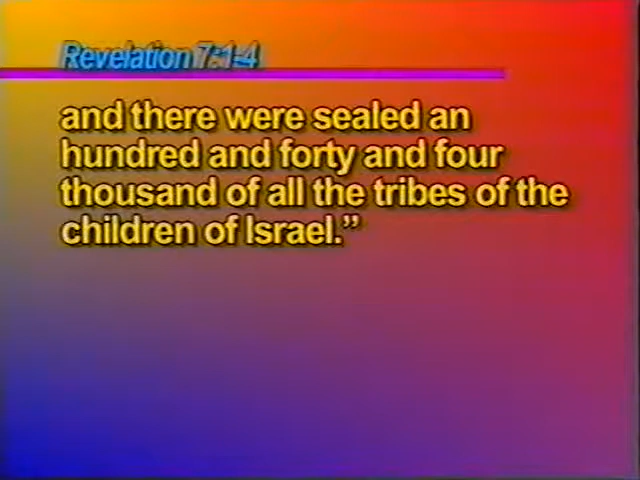 Revelation 7:1-4
and there were sealed an
hundred and forty and four
thousand of all the tribes of the
children of Israel.”